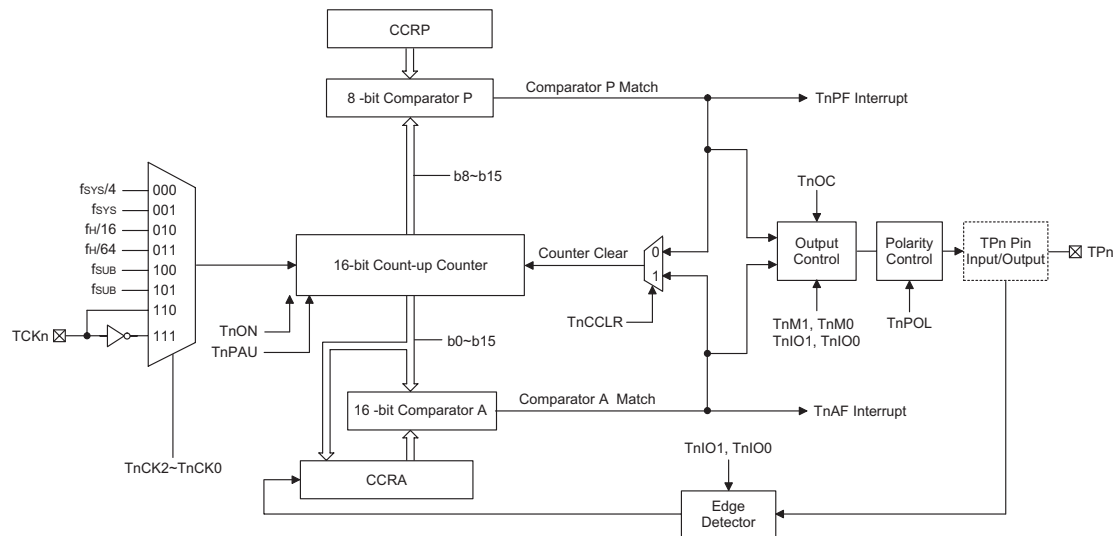 CCRP
8 -bit Comparator P
Comparator P Match
TnPF Interrupt
b8~b15
fSYS/4
000
fSYS
001
fH/16
010
fH/64
011
fSUB
100
fSUB
101
110
TCKn
111
TnCK2~TnCK0
16-bit Count-up Counter
TnON
TnPAU
Counter Clear
0
1
TnCCLR
TnOC
Output
Control
TnM1, TnM0
TnIO1, TnIO0
Polarity
Control
TnPOL
TPn Pin
Input/Output
TPn
b0~b15
16 -bit Comparator A
Comparator A Match
TnAF Interrupt
CCRA
TnIO1, TnIO0
Edge
Detector